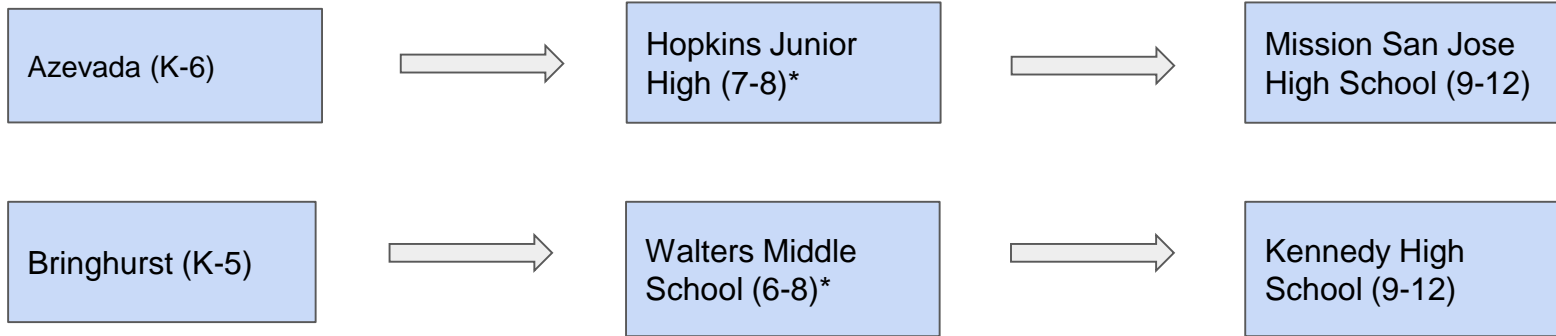 Azevada (K-6)
Hopkins Junior
High (7-8)*
Mission San Jose
High School (9-12)
Bringhurst (K-5)
Walters Middle
School (6-8)*
Kennedy High
School (9-12)